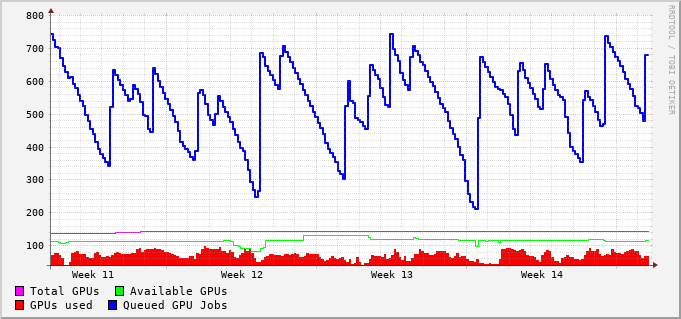 800
700
600
500
400
300
200
100
Week 11 Week 12 Week 13 Week 14
Total GPUs Available GPUs
GPUs used Queued GPU Jobs
RRDTOOL / TOBI OETIKER